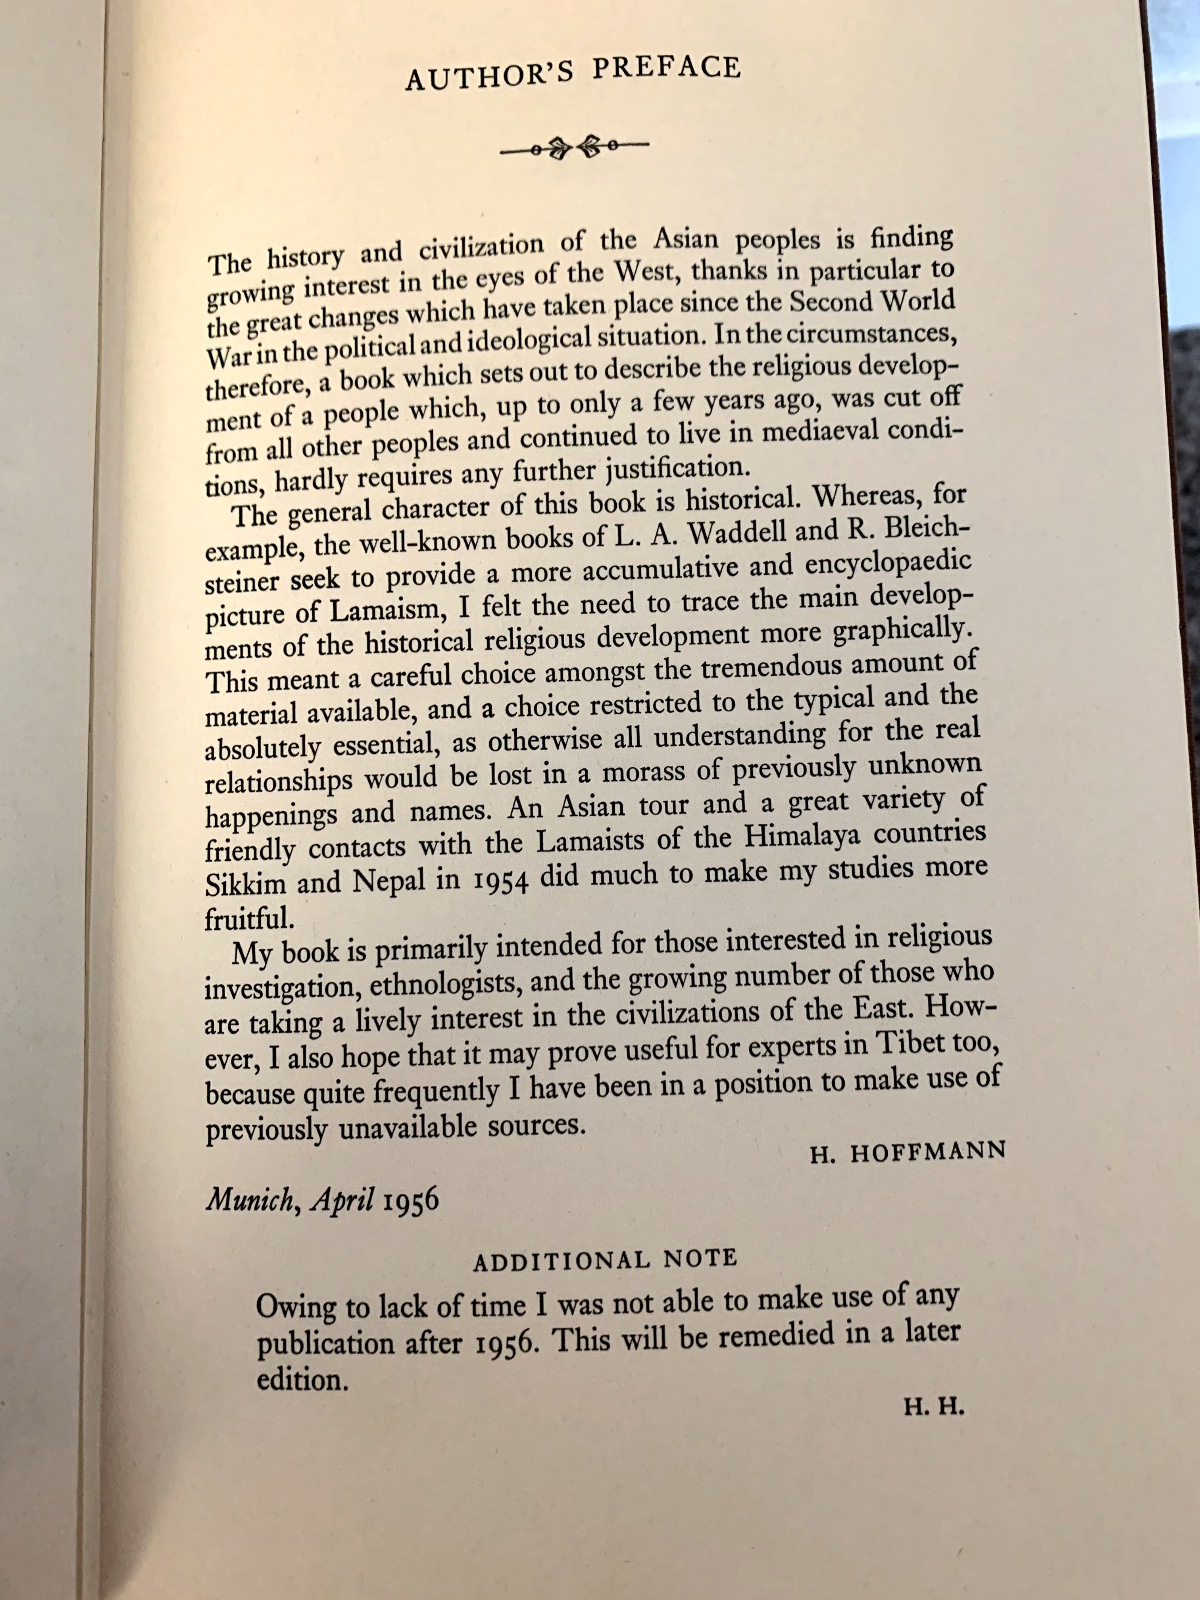 AUTHOR'S PREFACE
The history and civilization of the Asian peoples is finding
growing interest in the eyes of the West, thanks in particular to
the great changes which have taken place since the Second World
War in the political and ideological situation. In the circumstances,
therefore, a book which sets out to describe the religious develop-
ment of a people which, up to only a few years ago, was cut off
from all other peoples and continued to live in mediaeval condi-
tions, hardly requires any further justification.
The general character of this book is historical. Whereas, for
example, the well-known books of L. A. Waddell and R. Bleich-
steiner seek to provide a more accumulative and encyclopaedic
picture of Lamaism, I felt the need to trace the main develop-
ments of the historical religious development more graphically.
This meant a careful choice amongst the tremendous amount of
material available, and a choice restricted to the typical and the
absolutely essential, as otherwise all understanding for the real
relationships would be lost in a morass of previously unknown
happenings and names. An Asian tour and a great variety of
friendly contacts with the Lamaists of the Himalaya countries
Sikkim and Nepal in 1954 did much to make my studies more
fruitful.
My book is primarily intended for those interested in religious
investigation, ethnologists, and the growing number of those who
are taking a lively interest in the civilizations of the East. How-
ever, I also hope that it may prove useful for experts in Tibet too,
because quite frequently I have been in a position to make use of
previously unavailable sources.
H. HOFFMANN
Munich, April 1956
ADDITIONAL NOTE
Owing to lack of time I was not able to make use of any
publication after 1956. This will be remedied in a later
edition.
H. H.